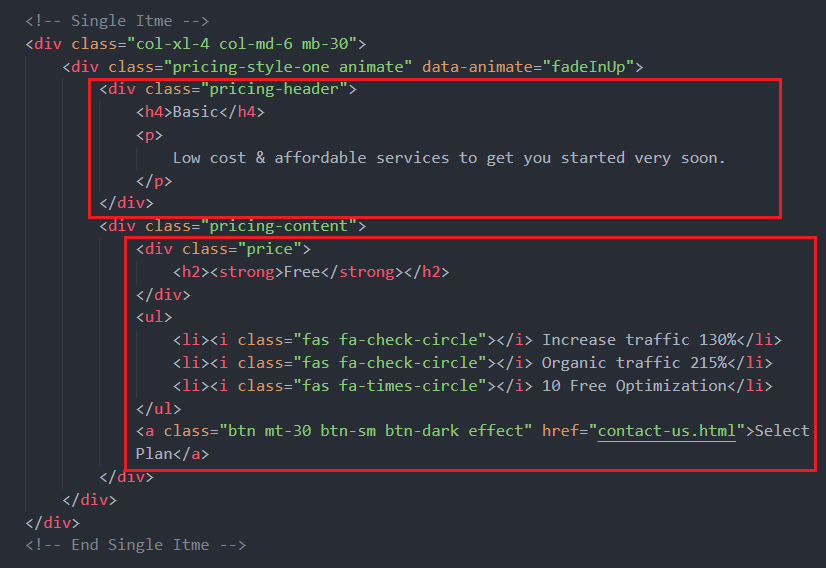 <!-- Single Itme -->
<div class="col-xl-4 col-md-6 mb-30">
<div class="pricing-style-one animate" data-animate="fadeInUp">
<div class="pricing-header">
<h4>Basic</h4>
<p>
Low cost & affordable services to get you started very soon.
</p>
</div>
<div class="pricing-content">
<div class="price">
<h2><strong>Free</strong></h2>
</div>
<ul>
<li><i class="fas fa-check-circle"></i> Increase traffic 130%</li>
<li><i class="fas fa-check-circle"></i> Organic traffic 215%</li>
<li><i class="fas fa-times-circle"></i> 10 Free Optimization</li>
</ul>
<a class="btn mt-30 btn-sm btn-dark effect" href="contact-us.html">Select
Plan</a>
</div>
</div>
</div>
<!-- End Single Itme -->